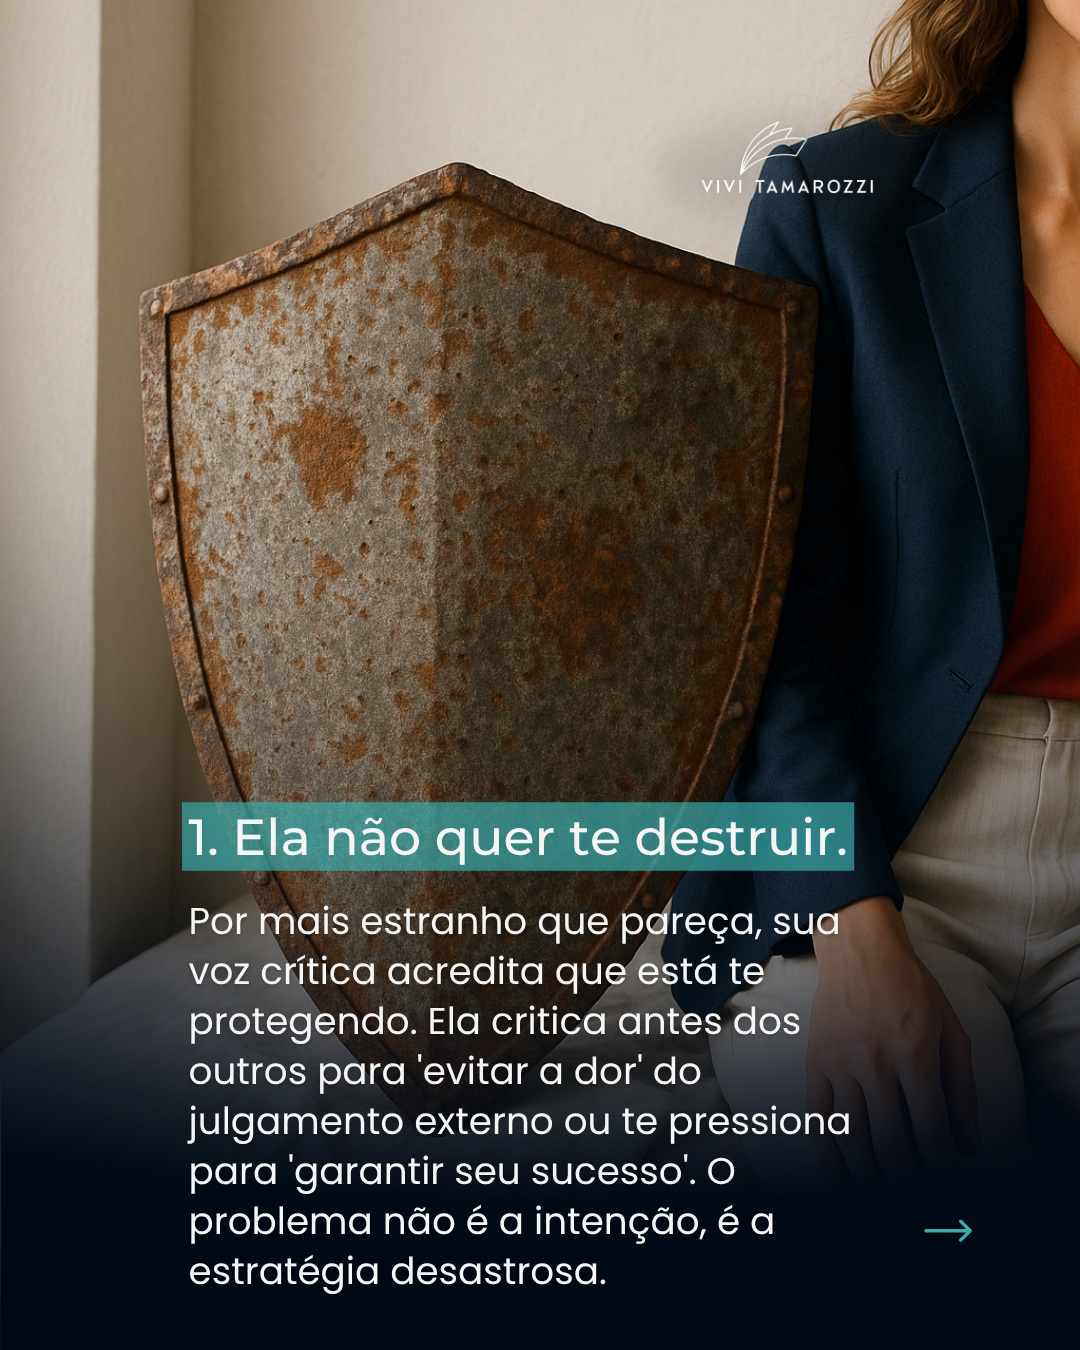 VIVI TAMAROZZI
1. Ela não quer te destruir.
Por mais estranho que pareça, sua
voz crítica acredita que está te
protegendo. Ela critica antes dos
outros para 'evitar a dor' do
julgamento externo ou te pressiona
para 'garantir seu sucesso'. O
problema não é a intenção, é a
estratégia desastrosa.